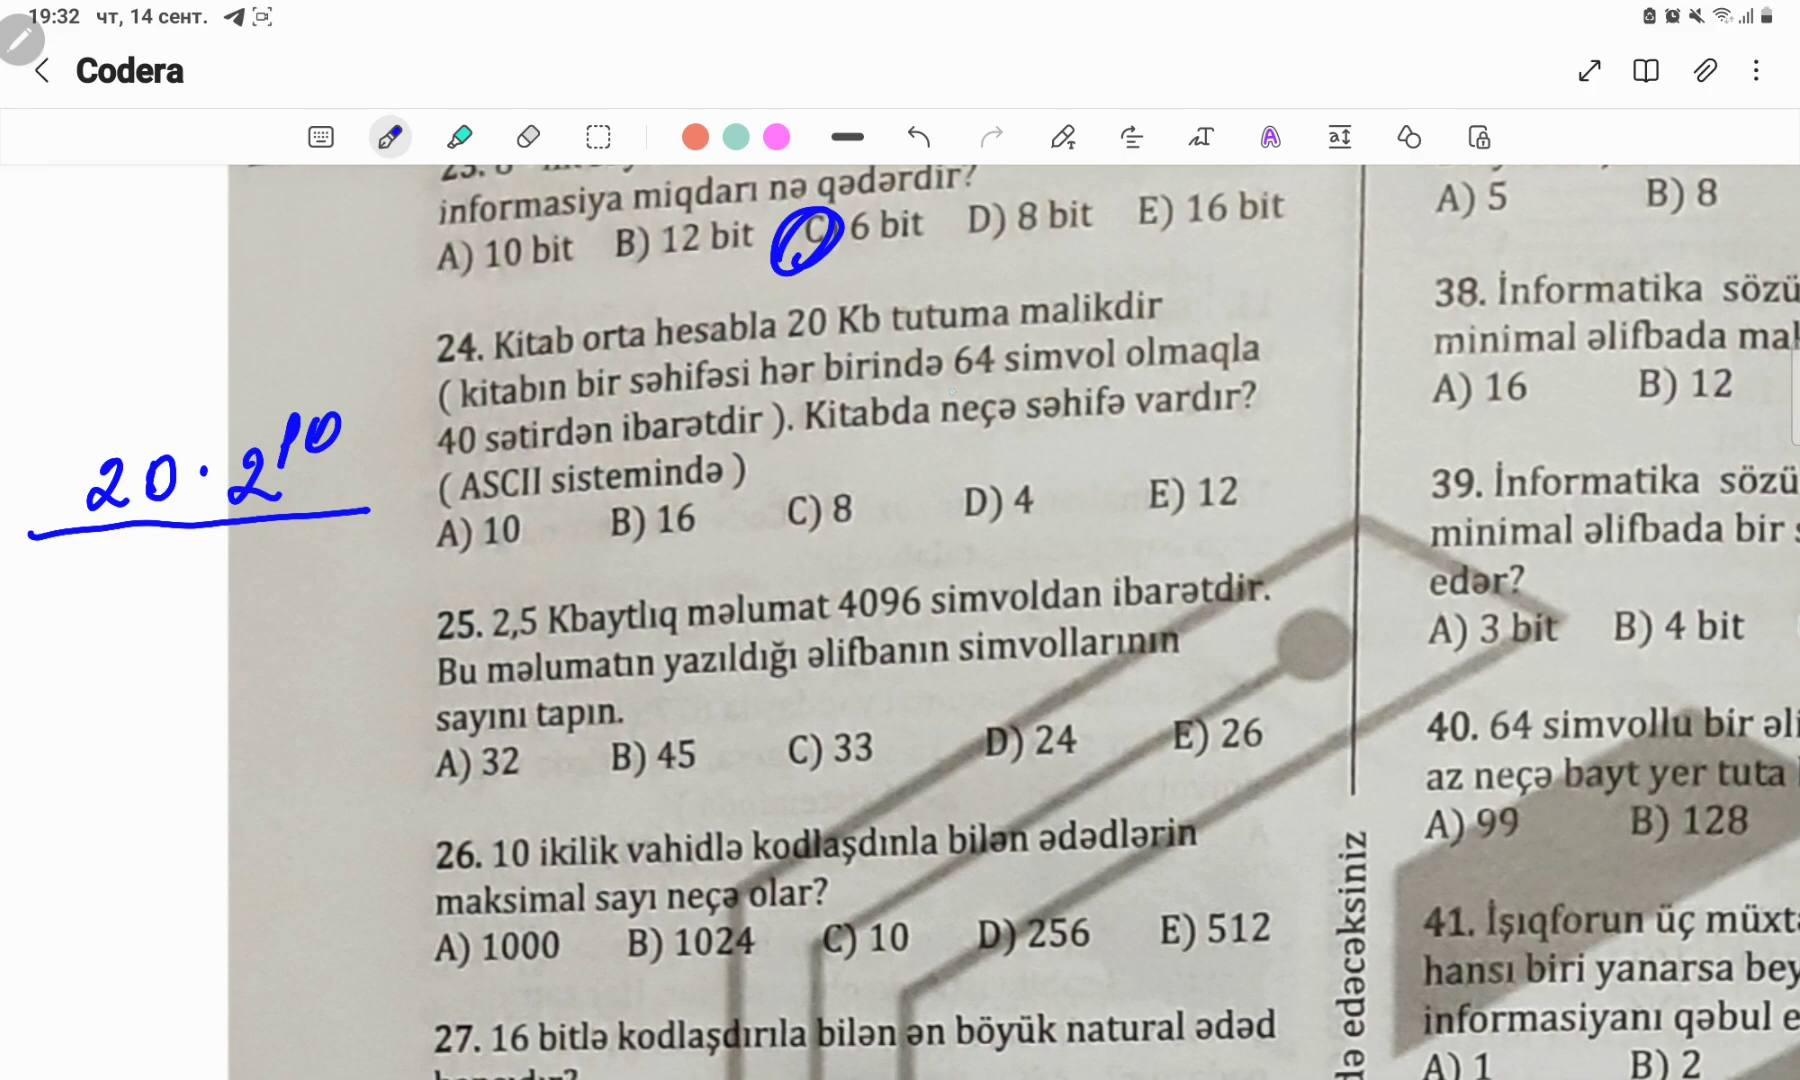 19:32 чт, 14 сент.
Codera
informasiya miqdarı nə qədərdir?
A) 10 bit B) 12 bit C) 6 bit D) 8 bit E) 16 bit
24. Kitab orta hesabla 20 Kb tutuma malikdir
( kitabın bir səhifəsi hər birində 64 simvol olmaqla
40 sətirdən ibarətdir ). Kitabda neçə səhifə vardır?
( ASCII sistemində )
A) 10 B) 16 C) 8 D) 4 E) 12
20 · 2^10
25. 2,5 Kbaytlıq məlumat 4096 simvoldan ibarətdir.
Bu məlumatın yazıldığı əlifbanın simvollarının
sayını tapın.
A) 32 B) 45 C) 33 D) 24 E) 26
26. 10 ikilik vahidlə kodlaşdınla bilən ədədlərin
maksimal sayı neçə olar?
A) 1000 B) 1024 C) 10 D) 256 E) 512
27. 16 bitlə kodlaşdırıla bilən ən böyük natural ədəd
də edəcəksiniz
A) 5 B) 8
38. İnformatika sözü
minimal əlifbada
A) 16 B) 12
39. İnformatika sözü
minimal əlifbada bir
edər?
A) 3 bit B) 4 bit
40. 64 simvollu bir
az neçə bayt yer tuta
A) 99 B) 128
41. İşıqforun üç
hansı biri yanarsa
informasiyanı qəbul
A) 1 B) 2